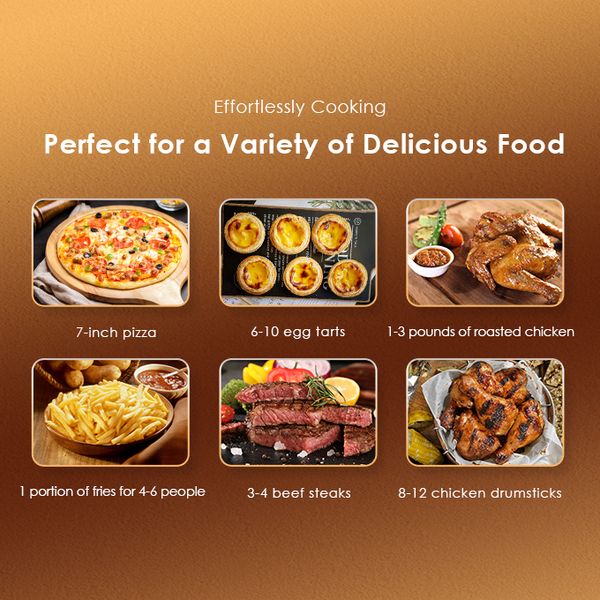 Effortlessly Cooking
Perfect for a Variety of Delicious Food
7-inch pizza
6-10 egg tarts
1-3 pounds of roasted chicken
1 portion of fries for 4-6 people
3-4 beef steaks
8-12 chicken drumsticks